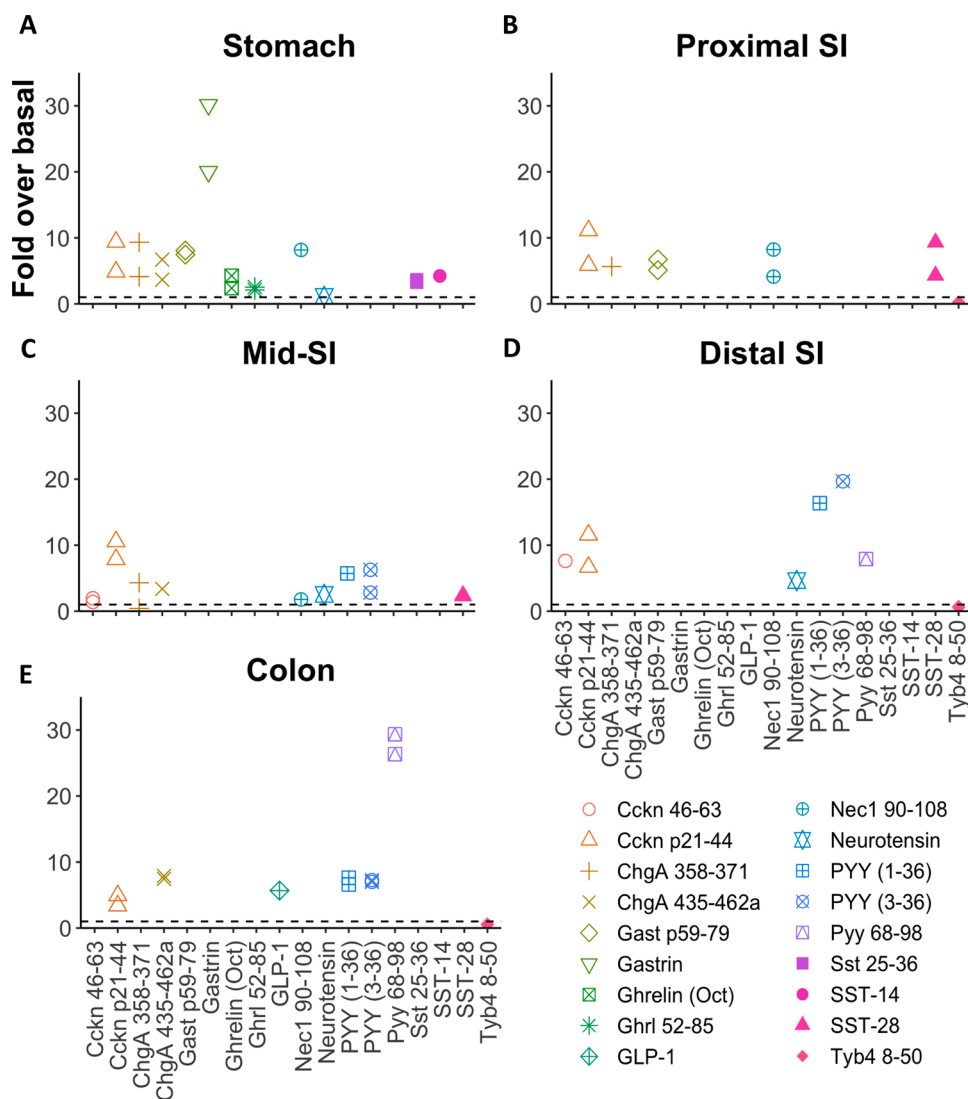 A
Stomach
B
Proximal SI
Fold over basal
30
20
10
0
30
20
10
0
C
Mid-SI
D
Distal SI
30
20
10
0
30
20
10
0
Cckn 46-63
Cckn p21-44
ChgA 358-371
ChgA 435-462a
Gast p59-79
Gastrin
Ghrelin (Oct)
Ghrl 52-85
GLP-1
Nec1 90-108
Neurotensin
PYY (1-36)
PYY (3-36)
Pyy 68-98
Sst 25-36
SST-14
SST-28
Tyb4 8-50
E
Colon
30
20
10
0
Cckn 46-63
Cckn p21-44
ChgA 358-371
ChgA 435-462a
Gast p59-79
Gastrin
Ghrelin (Oct)
Ghrl 52-85
GLP-1
Nec1 90-108
Neurotensin
PYY (1-36)
PYY (3-36)
Pyy 68-98
Sst 25-36
SST-14
SST-28
Tyb4 8-50
Cckn 46-63
Cckn p21-44
ChgA 358-371
ChgA 435-462a
Gast p59-79
Gastrin
Ghrelin (Oct)
Ghrl 52-85
GLP-1
Nec1 90-108
Neurotensin
PYY (1-36)
PYY (3-36)
Pyy 68-98
Sst 25-36
SST-14
SST-28
Tyb4 8-50